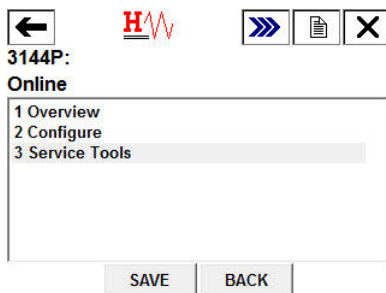 H
3144P:
Online
1 Overview
2 Configure
3 Service Tools
SAVE BACK